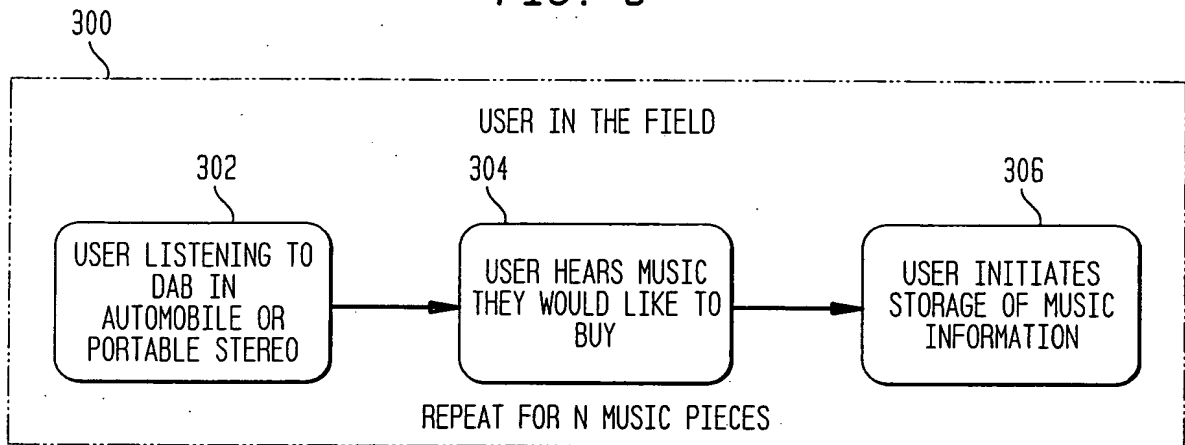 300
USER IN THE FIELD
302
304
306
USER LISTENING TO
DAB IN
AUTOMOBILE OR
PORTABLE STEREO
USER HEARS MUSIC
THEY WOULD LIKE TO
BUY
USER INITIATES
STORAGE OF MUSIC
INFORMATION
REPEAT FOR N MUSIC PIECES